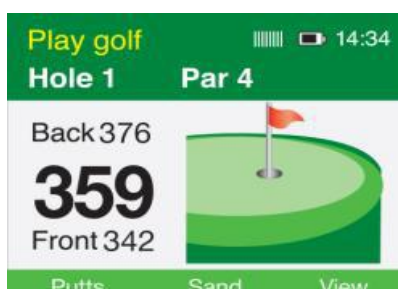 Play golf 14:34
Hole 1 Par 4
Back 376
359
Front 342
Putts Sand View